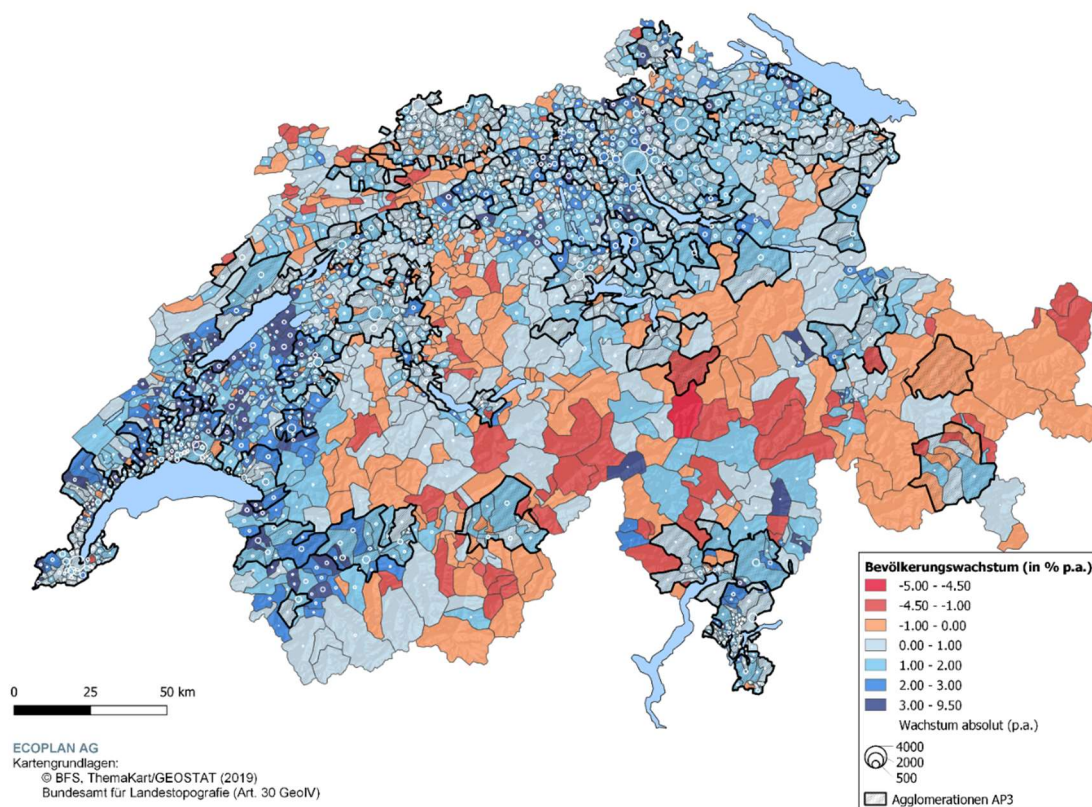 Bevölkerungswachstum (in % p.a.)
-5.00 - -4.50
-4.50 - -1.00
-1.00 - 0.00
0.00 - 1.00
1.00 - 2.00
2.00 - 3.00
3.00 - 9.50
Wachstum absolut (p.a.)
4000
2000
500
Agglomerationen AP3
0 25 50 km
ECOPLAN AG
Kartengrundlagen:
© BFS, ThemaKart/GEOSTAT (2019)
Bundesamt für Landestopografie (Art. 30 GeoIV)